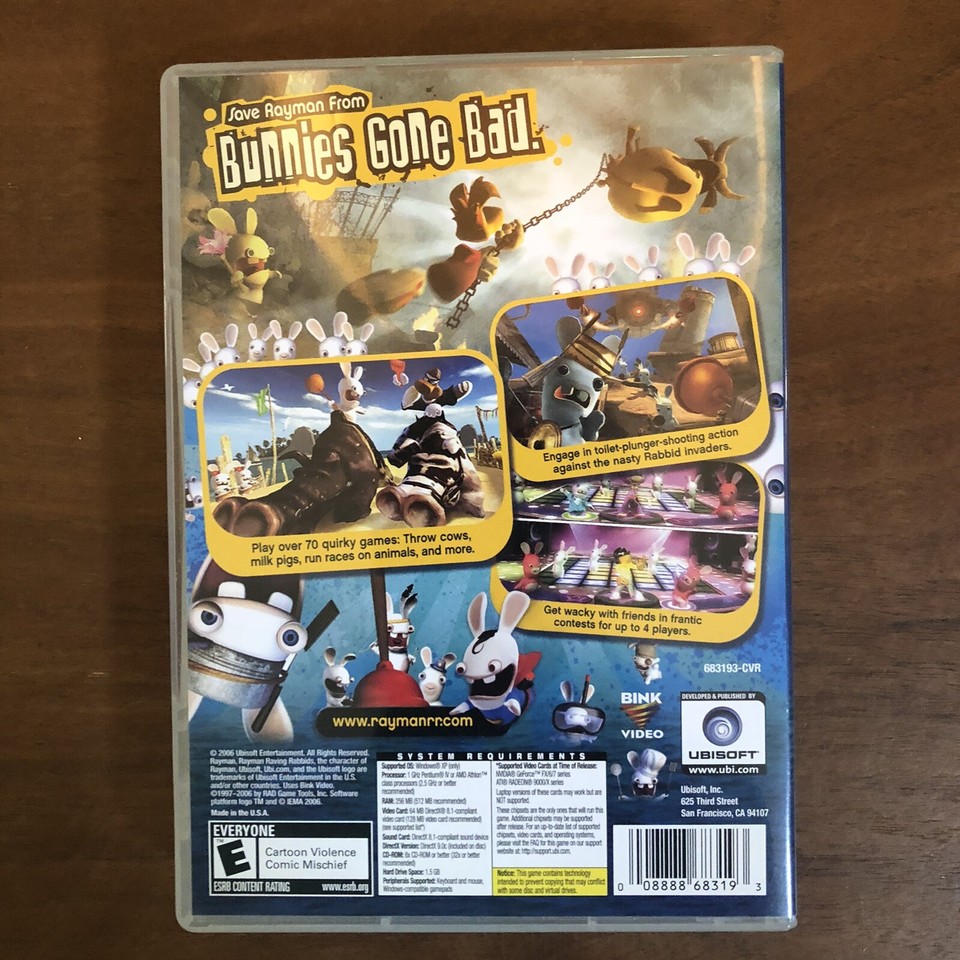 Save Rayman From
Bunnies Gone Bad.
Engage in toilet-plunger-shooting action
against the nasty Rabbid invaders.
Play over 70 quirky games: Throw cows,
milk pigs, run races on animals, and more.
Get wacky with friends in frantic
contests for up to 4 players.
683193-CVR
www.raymanrr.com
BINK
VIDEO
DEVELOPED & PUBLISHED BY
UBISOFT
www.ubi.com
Ubisoft, Inc.
625 Third Street
San Francisco, CA 94107
© 2006 Ubisoft Entertainment. All Rights Reserved.
Rayman, Rayman Raving Rabbids, the character of
Rayman, Ubisoft, Ubi.com, and the Ubisoft logo are
trademarks of Ubisoft Entertainment in the U.S.
and/or other countries. Uses Bink Video.
©1997-2006 by RAD Game Tools, Inc. Software
platform logo TM and © IEMA 2006.
Made in the U.S.A.
EVERYONE
E
TM
Cartoon Violence
Comic Mischief
ESRB CONTENT RATING www.esrb.org
SYSTEM REQUIREMENTS
Supported OS: Windows® XP (only)
Processor: 1 GHz Pentium® IV or AMD Athlon™
class processors (2.5 GHz or better
recommended)
RAM: 256 MB (512 MB recommended)
Video Card: 64 MB DirectX® 8.1-compliant
video card (128 MB video card recommended)
(see supported list*)
Sound Card: DirectX 8.1-compliant sound device
DirectX Version: DirectX 9.0c (included on disc)
CD-ROM: 8x CD-ROM or better (32x or better
recommended)
Hard Drive Space: 1.5 GB
Peripherals Supported: Keyboard and mouse,
Windows-compatible gamepads
*Supported Video Cards at Time of Release:
NVIDIA® GeForce™ FX/6/7 series
ATI® RADEON® 9000/X series
Laptop versions of these cards may work but are
NOT supported.
These are the only ones that will run this
game. Additional chipsets may be supported
after release. For an up-to-date list of supported
chipsets, video cards, and operating systems,
please visit the FAQ for this game on our support
website at: http://support.ubi.com.
Notice: This game contains technology
intended to prevent copying that may conflict
with some disc and virtual drives.
0 08888 68319 3